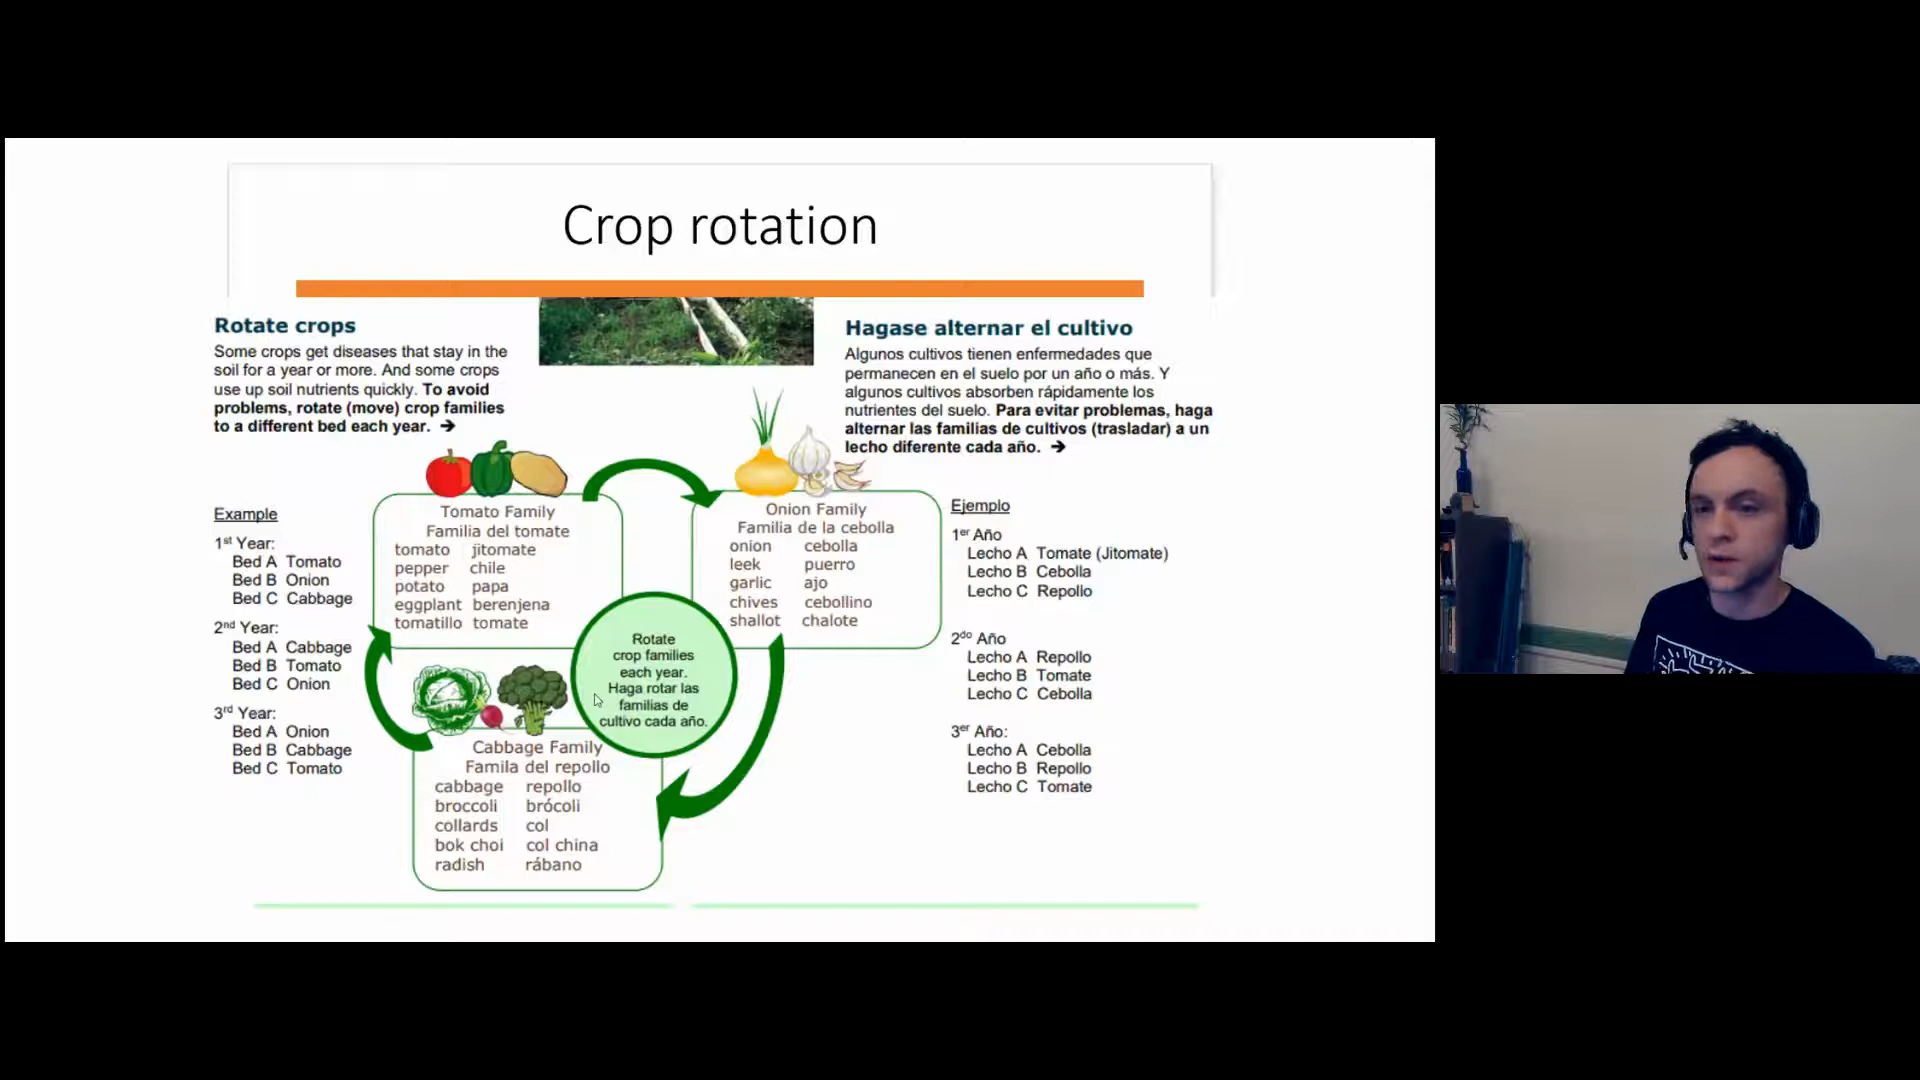 Crop rotation
Rotate crops
Some crops get diseases that stay in the
soil for a year or more. And some crops
use up soil nutrients quickly. To avoid
problems, rotate (move) crop families
to a different bed each year. ➔
Hagase alternar el cultivo
Algunos cultivos tienen enfermedades que
permanecen en el suelo por un año o más. Y
algunos cultivos absorben rápidamente los
nutrientes del suelo. Para evitar problemas, haga
alternar las familias de cultivos (trasladar) a un
lecho diferente cada año. ➔
Example
1st Year:
Bed A Tomato
Bed B Onion
Bed C Cabbage
2nd Year:
Bed A Cabbage
Bed B Tomato
Bed C Onion
3rd Year:
Bed A Onion
Bed B Cabbage
Bed C Tomato
Tomato Family
Familia del tomate
tomato jitomate
pepper chile
potato papa
eggplant berenjena
tomatillo tomate
Onion Family
Familia de la cebolla
onion cebolla
leek puerro
garlic ajo
chives cebollino
shallot chalote
Rotate
crop families
each year.
Haga rotar las
familias de
cultivo cada año.
Cabbage Family
Famila del repollo
cabbage repollo
broccoli brócoli
collards col
bok choi col china
radish rábano
Ejemplo
1er Año
Lecho A Tomate (Jitomate)
Lecho B Cebolla
Lecho C Repollo
2do Año
Lecho A Repollo
Lecho B Tomate
Lecho C Cebolla
3er Año:
Lecho A Cebolla
Lecho B Repollo
Lecho C Tomate